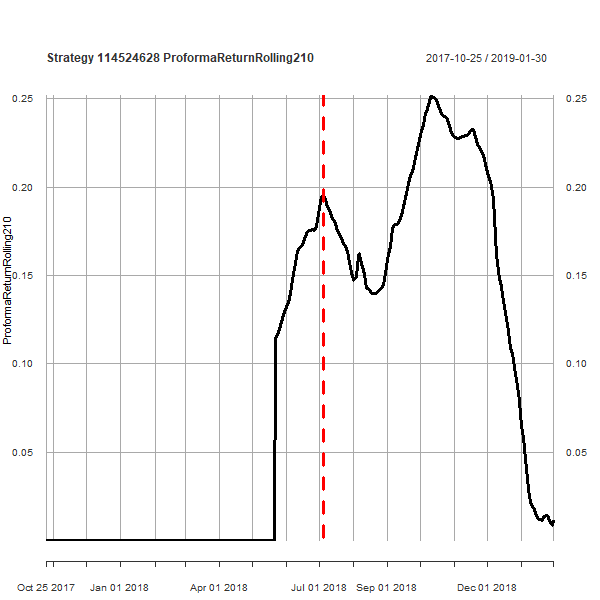 Strategy 114524628 ProformaReturnRolling210
2017-10-25 / 2019-01-30
0.25
0.25
0.20
0.20
0.15
0.15
0.10
0.10
0.05
0.05
ProformaReturnRolling210
Oct 25 2017
Jan 01 2018
Apr 01 2018
Jul 01 2018
Sep 01 2018
Dec 01 2018